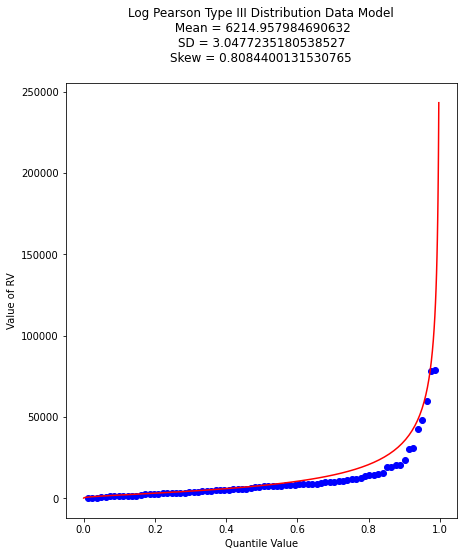 Log Pearson Type III Distribution Data Model
Mean = 6214.957984690632
SD = 3.0477235180538527
Skew = 0.8084400131530765
250000
200000
150000
100000
50000
0
Value of RV
0.0 0.2 0.4 0.6 0.8 1.0
Quantile Value